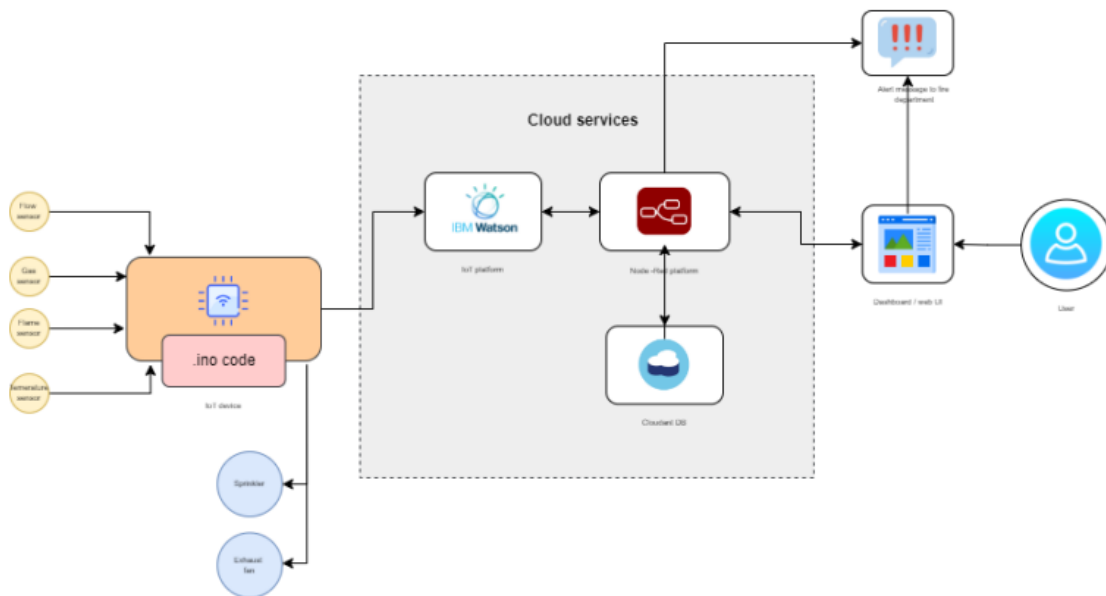 Alert message to fire
department
Cloud services
Flow
sensor
IBM Watson
Gas
sensor
IoT platform
Node -Red platform
Dashboard / web UI
User
Flame
sensor
.ino code
Temerature
sensor
IoT device
Cloudant DB
Sprinkler
Exhaust
fan